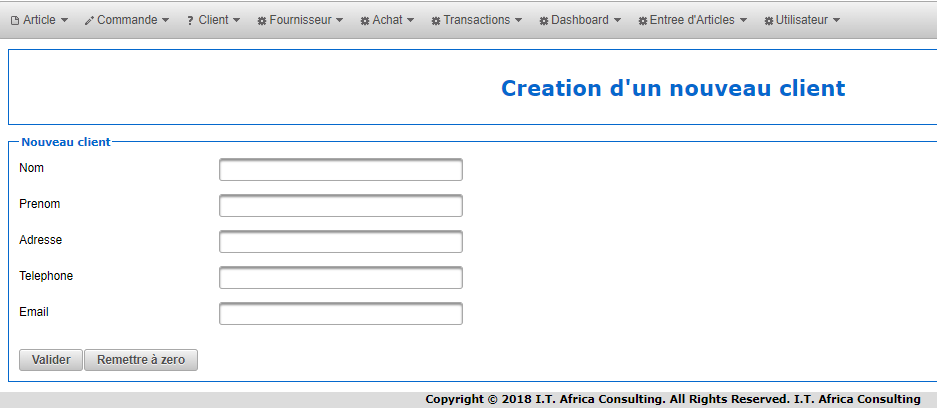 Article Commande ? Client Fournisseur Achat Transactions Dashboard Entree d'Articles Utilisateur
Creation d'un nouveau client
Nouveau client
Nom
Prenom
Adresse
Telephone
Email
Valider Remettre à zero
Copyright © 2018 I.T. Africa Consulting. All Rights Reserved. I.T. Africa Consulting